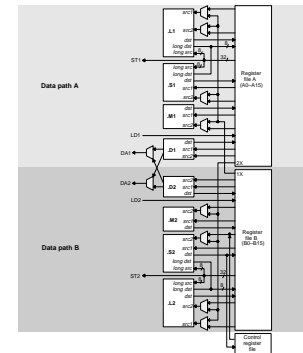 src1
.L1
src2
dst
long dst
long src
8
8
32
ST1
long src
long dst
dst
.S1
src1
src2
8
Data path A
Register
file A
(A0–A15)
dst
.M1
src1
src2
LD1
dst
.D1
src1
src2
DA1
2X
1X
DA2
src2
.D2
src1
dst
LD2
src2
.M2
src1
dst
Register
file B
(B0–B15)
Data path B
src2
.S2
src1
dst
long dst
long src
8
8
32
ST2
long src
long dst
dst
.L2
src2
src1
8
Control
register
file